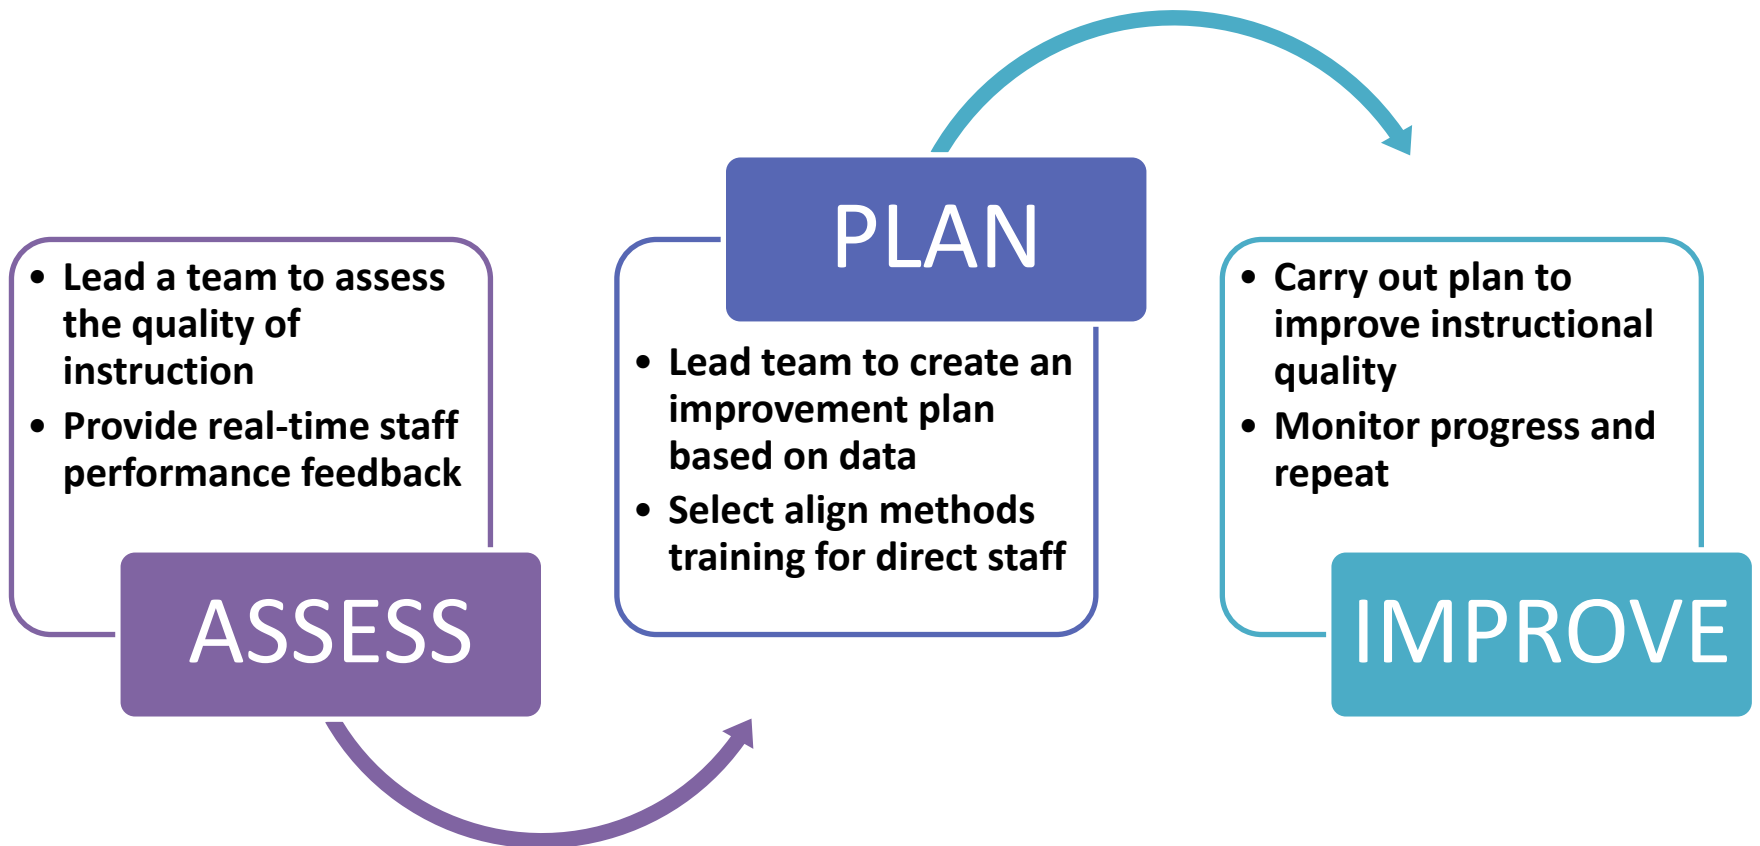 • Lead a team to assess
the quality of
instruction
• Provide real-time staff
performance feedback
ASSESS
PLAN
• Lead team to create an
improvement plan
based on data
• Select align methods
training for direct staff
• Carry out plan to
improve instructional
quality
• Monitor progress and
repeat
IMPROVE